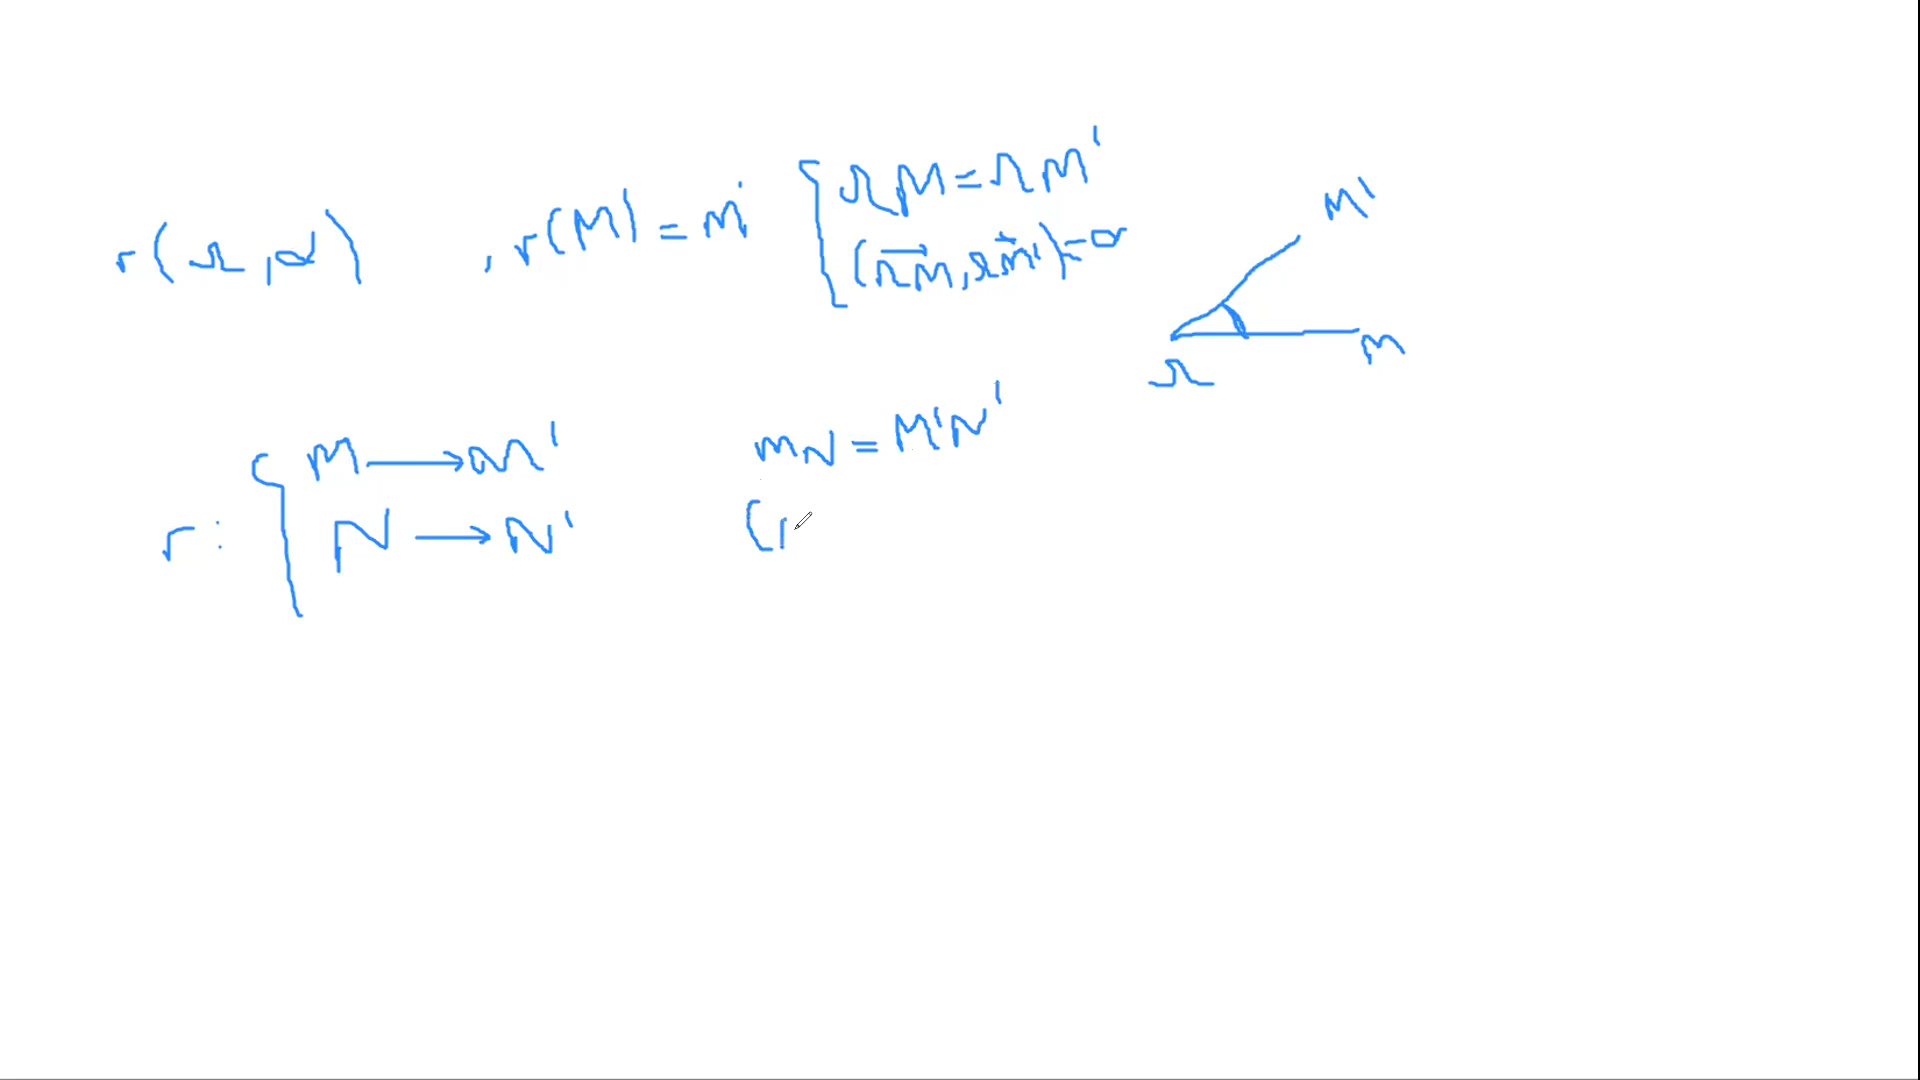 r(Ω,α) , r(M) = M' { ΩM = ΩM'
(ΩM, ΩM') = α
M'
M
Ω
r: { M → M'
N → N'
MN = M'N'
(